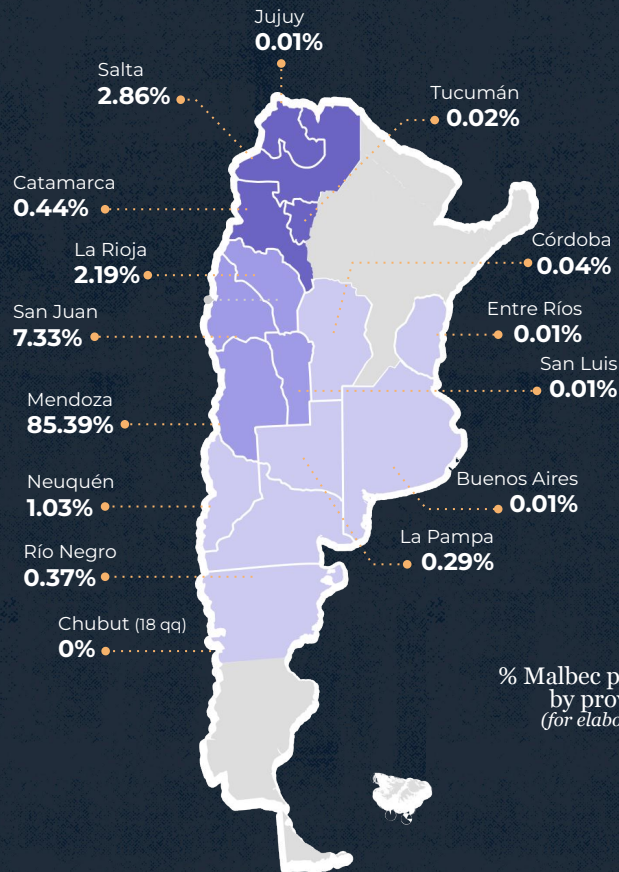 Jujuy
0.01%
Salta
2.86%
Tucumán
0.02%
Catamarca
0.44%
La Rioja
2.19%
Córdoba
0.04%
San Juan
7.33%
Entre Ríos
0.01%
San Luis
0.01%
Mendoza
85.39%
Neuquén
1.03%
Buenos Aires
0.01%
La Pampa
0.29%
Río Negro
0.37%
Chubut (18 qq)
0%
% Malbec
by
(for